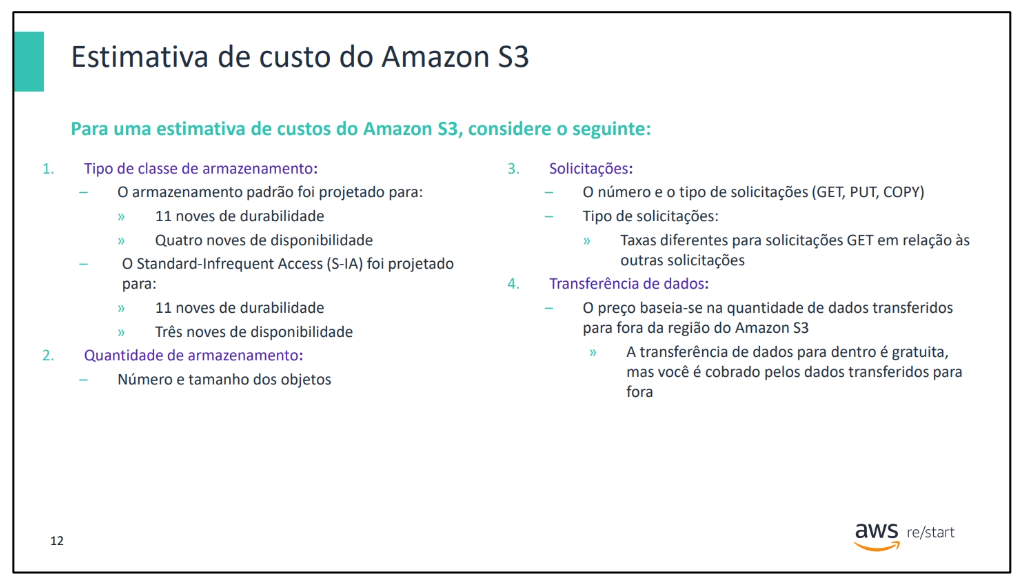 Estimativa de custo do Amazon S3
Para uma estimativa de custos do Amazon S3, considere o seguinte:
1. Tipo de classe de armazenamento:
– O armazenamento padrão foi projetado para:
» 11 noves de durabilidade
» Quatro noves de disponibilidade
– O Standard-Infrequent Access (S-IA) foi projetado
para:
» 11 noves de durabilidade
» Três noves de disponibilidade
2. Quantidade de armazenamento:
– Número e tamanho dos objetos
3. Solicitações:
– O número e o tipo de solicitações (GET, PUT, COPY)
– Tipo de solicitações:
» Taxas diferentes para solicitações GET em relação às
outras solicitações
4. Transferência de dados:
– O preço baseia-se na quantidade de dados transferidos
para fora da região do Amazon S3
» A transferência de dados para dentro é gratuita,
mas você é cobrado pelos dados transferidos para
fora
12
aws re/start